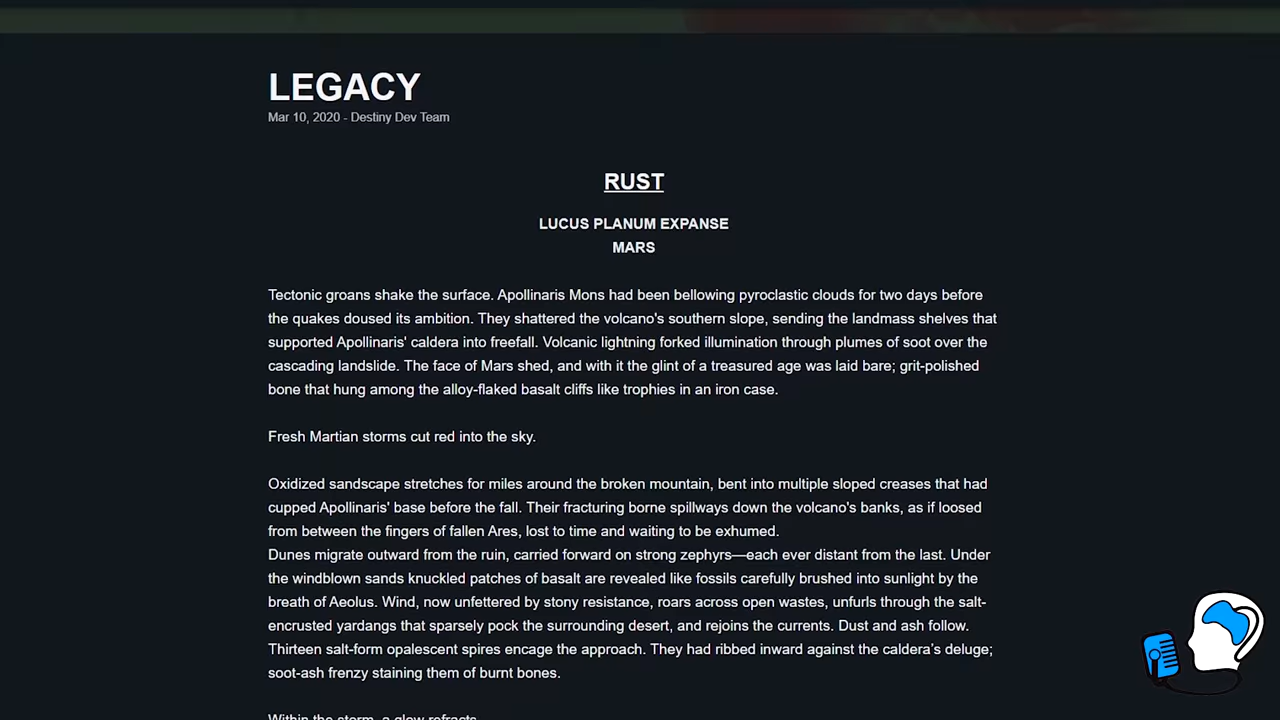 LEGACY
Mar 10, 2020 - Destiny Dev Team
RUST
LUCUS PLANUM EXPANSE
MARS
Tectonic groans shake the surface. Apollinaris Mons had been bellowing pyroclastic clouds for two days before
the quakes doused its ambition. They shattered the volcano's southern slope, sending the landmass shelves that
supported Apollinaris' caldera into freefall. Volcanic lightning forked illumination through plumes of soot over the
cascading landslide. The face of Mars shed, and with it the glint of a treasured age was laid bare; grit-polished
bone that hung among the alloy-flaked basalt cliffs like trophies in an iron case.
Fresh Martian storms cut red into the sky.
Oxidized sandscape stretches for miles around the broken mountain, bent into multiple sloped creases that had
cupped Apollinaris' base before the fall. Their fracturing borne spillways down the volcano's banks, as if loosed
from between the fingers of fallen Ares, lost to time and waiting to be exhumed.
Dunes migrate outward from the ruin, carried forward on strong zephyrs—each ever distant from the last. Under
the windblown sands knuckled patches of basalt are revealed like fossils carefully brushed into sunlight by the
breath of Aeolus. Wind, now unfettered by stony resistance, roars across open wastes, unfurls through the salt-
encrusted yardangs that sparsely pock the surrounding desert, and rejoins the currents. Dust and ash follow.
Thirteen salt-form opalescent spires encage the approach. They had ribbed inward against the caldera's deluge;
soot-ash frenzy staining them of burnt bones.
Within the storm, a glow refracts